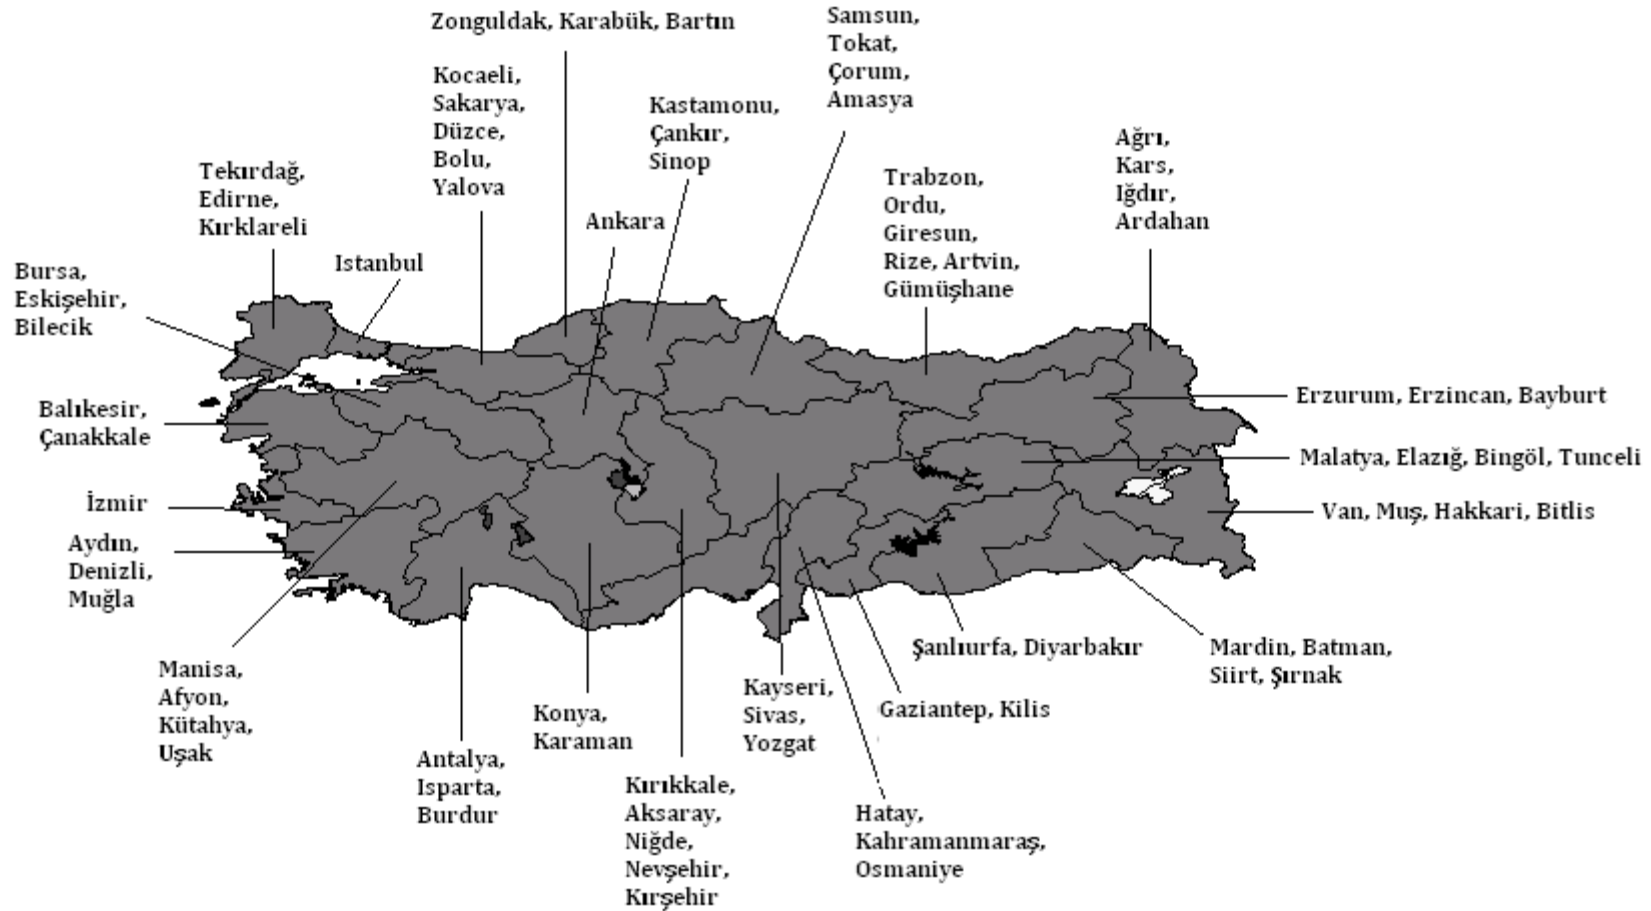 Zonguldak, Karabük, Bartın
Samsun,
Tokat,
Çorum,
Amasya
Kocaeli,
Sakarya,
Düzce,
Bolu,
Yalova
Kastamonu,
Çankır,
Sinop
Ağrı,
Kars,
Iğdır,
Ardahan
Tekırdağ,
Edirne,
Kırklareli
Trabzon,
Ordu,
Giresun,
Rize, Artvin,
Gümüşhane
Ankara
Istanbul
Bursa,
Eskişehir,
Bilecik
Erzurum, Erzincan, Bayburt
Balıkesir,
Çanakkale
Malatya, Elazığ, Bingöl, Tunceli
İzmir
Van, Muş, Hakkari, Bitlis
Aydın,
Denizli,
Muğla
Şanlıurfa, Diyarbakır
Mardin, Batman,
Siirt, Şırnak
Manisa,
Afyon,
Kütahya,
Uşak
Kayseri,
Sivas,
Yozgat
Gaziantep, Kilis
Konya,
Karaman
Antalya,
Isparta,
Burdur
Kırıkkale,
Aksaray,
Niğde,
Nevşehir,
Kırşehir
Hatay,
Kahramanmaraş,
Osmaniye